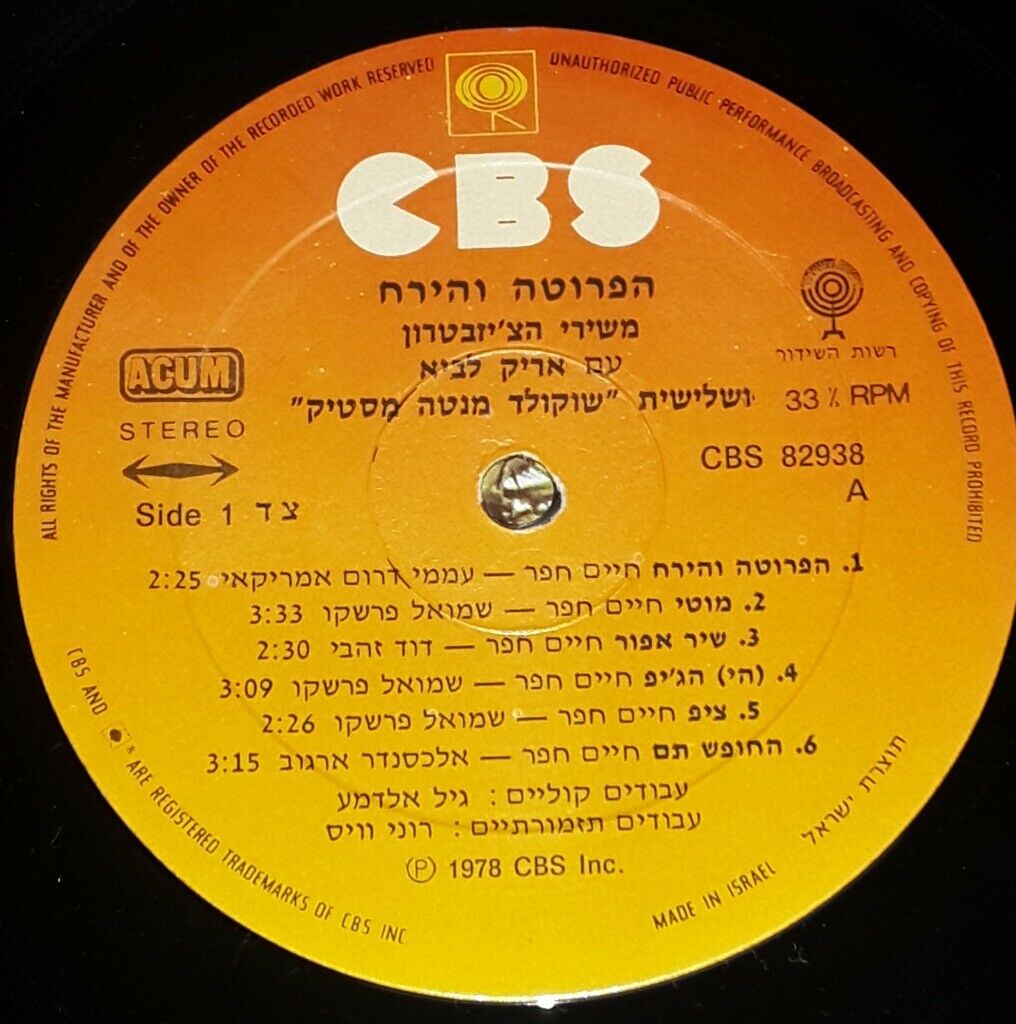 ALL RIGHTS OF THE MANUFACTURER AND OF THE OWNER OF THE RECORDED WORK RESERVED
UNAUTHORIZED PUBLIC PERFORMANCE BROADCASTING AND COPYING OF THIS RECORD PROHIBITED
CBS
הפרוטה והירח
משירי הצ'יזבטרון
עם אריק לביא
ושלישית "שוקולד מנטה מסטיק"
רשות השידור
33⅓ RPM
ACUM
STEREO
CBS 82938
A
Side 1 צד
1. הפרוטה והירח חיים חפר — עממי דרום אמריקאי 2:25
2. מוטי חיים חפר — שמואל פרשקו 3:33
3. שיר אפור חיים חפר — דוד זהבי 2:30
4. (הי) הג'יפ חיים חפר — שמואל פרשקו 3:09
5. ציפ חיים חפר — שמואל פרשקו 2:26
6. החופש תם חיים חפר — אלכסנדר ארגוב 3:15
עבודים קוליים: גיל אלדמע
עבודים תזמורתיים: רוני וויס
Ⓟ 1978 CBS Inc.
CBS AND ® ARE REGISTERED TRADEMARKS OF CBS INC
MADE IN ISRAEL
תוצרת ישראל